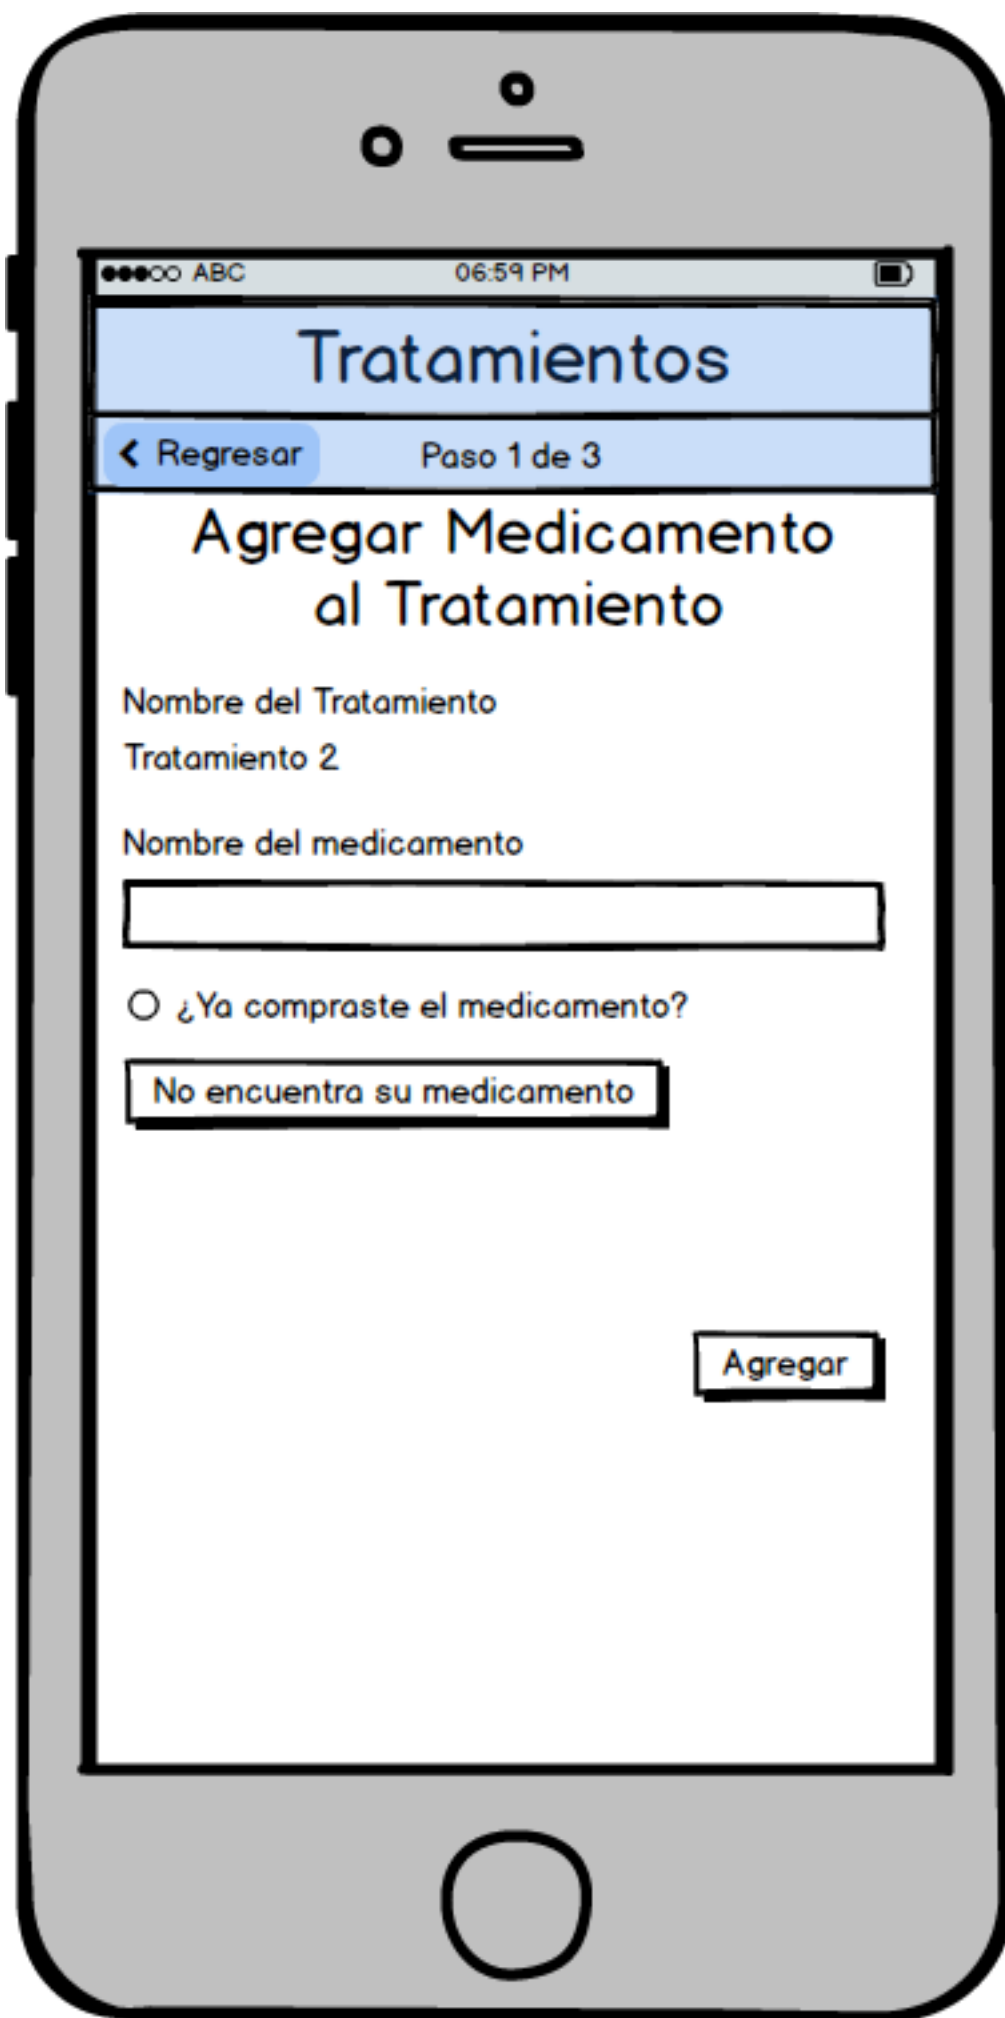 ABC 06:59 PM
Tratamientos
Regresar Paso 1 de 3
Agregar Medicamento
al Tratamiento
Nombre del Tratamiento
Tratamiento 2
Nombre del medicamento
¿Ya compraste el medicamento?
No encuentra su medicamento
Agregar